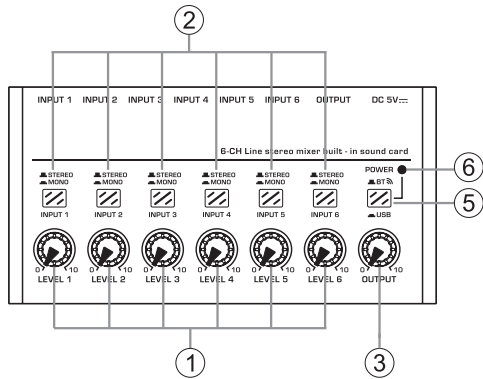 2
INPUT 1 INPUT 2 INPUT 3 INPUT 4 INPUT 5 INPUT 6 OUTPUT DC 5V⎓
6-CH Line stereo mixer built - in sound card
POWER 6
STEREO STEREO STEREO STEREO STEREO STEREO BT
MONO MONO MONO MONO MONO MONO
5
INPUT 1 INPUT 2 INPUT 3 INPUT 4 INPUT 5 INPUT 6 USB
0 10 0 10 0 10 0 10 0 10 0 10 0 10
LEVEL 1 LEVEL 2 LEVEL 3 LEVEL 4 LEVEL 5 LEVEL 6 OUTPUT
1 3